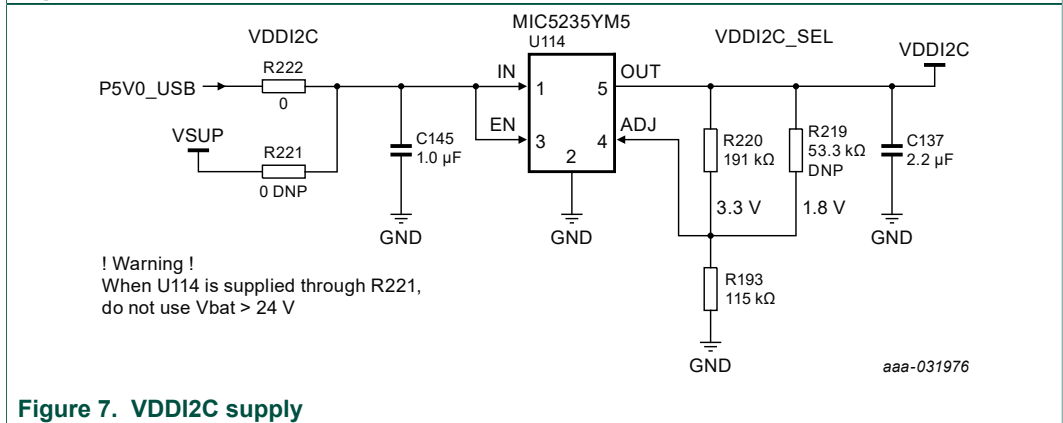 MIC5235YM5
VDDI2C
U114
VDDI2C_SEL
VDDI2C
R222
IN
OUT
P5V0_USB
1
5
0
VSUP
EN
ADJ
C145
1.0 µF
3
4
2
R220
191 kΩ
R219
53.3 kΩ
DNP
C137
2.2 µF
R221
0 DNP
3.3 V
1.8 V
GND
GND
GND
! Warning !
When U114 is supplied through R221,
do not use Vbat > 24 V
R193
115 kΩ
GND
aaa-031976
Figure 7. VDDI2C supply